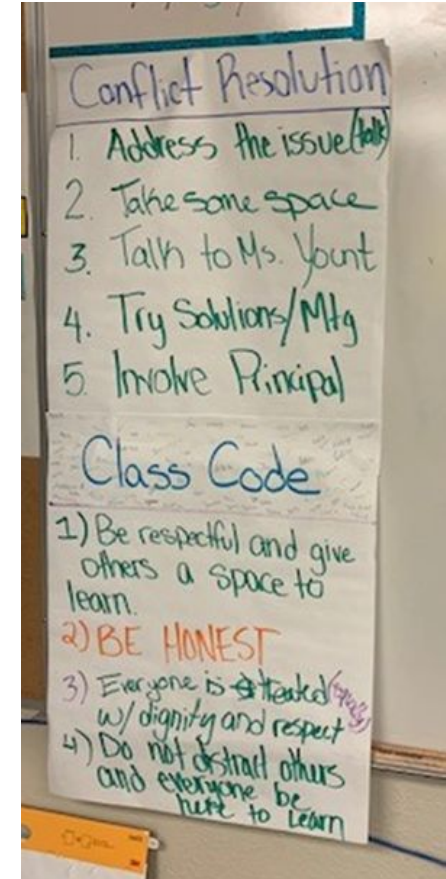 Conflict Resolution
1. Address the issue (talk)
2. Take some space
3. Talk to Ms. Yount
4. Try Solutions/Mtg
5. Involve Principal
Class Code
1) Be respectful and give
others a space to
learn.
2) BE HONEST
3) Everyone is treated (equally)
w/ dignity and respect
4) Do not distract others
and everyone be
here to learn